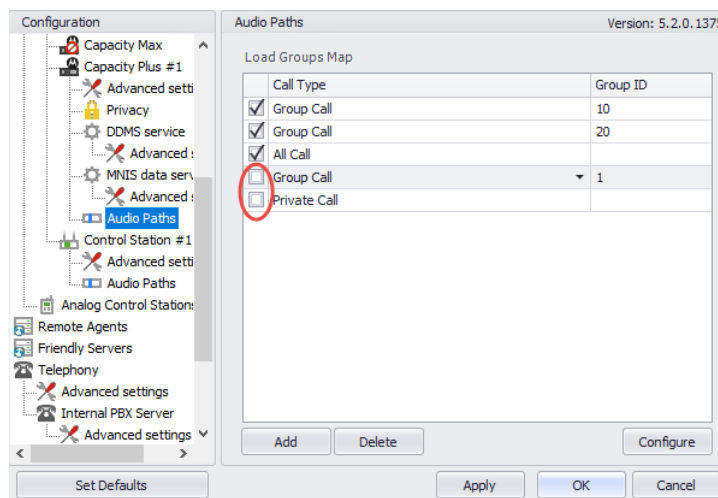 Configuration
Capacity Max
Capacity Plus #1
Advanced setti
Privacy
DDMS service
Advanced s
MNIS data serv
Advanced s
Audio Paths
Control Station #1
Advanced setti
Audio Paths
Analog Control Stations
Remote Agents
Friendly Servers
Telephony
Advanced settings
Internal PBX Server
Advanced settings
Set Defaults
Audio Paths Version: 5.2.0.1375
Load Groups Map
Call Type Group ID
Group Call 10
Group Call 20
All Call
Group Call 1
Private Call
Add Delete Configure
Apply OK Cancel